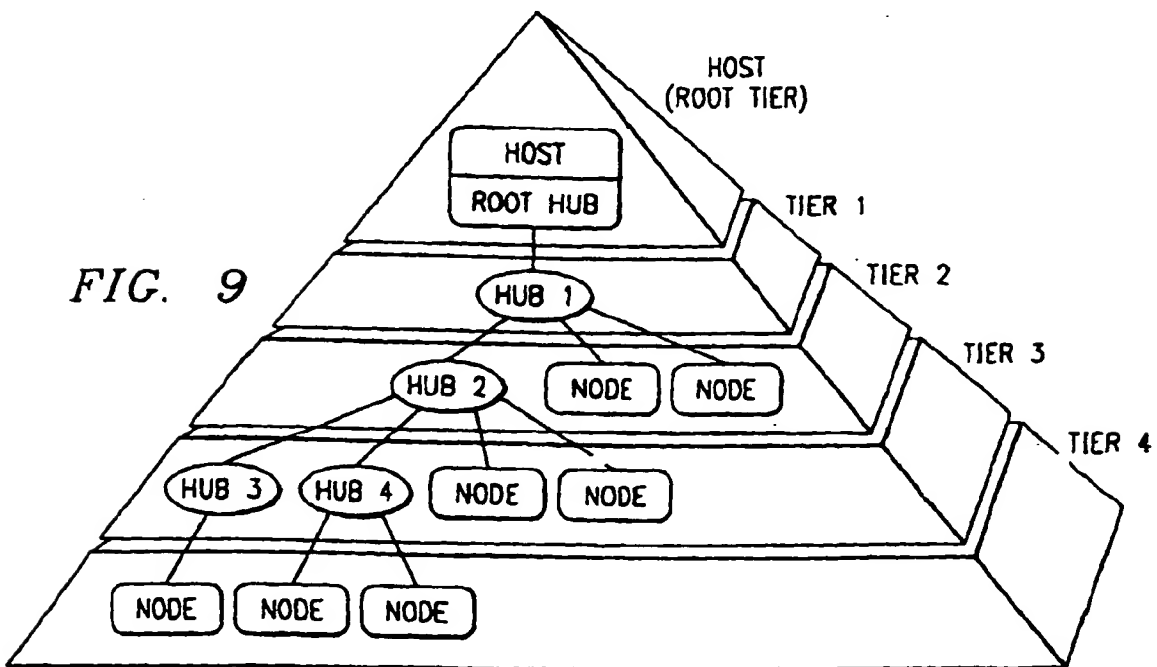 HOST
(ROOT TIER)
HOST
ROOT HUB
TIER 1
FIG. 9
HUB 1
TIER 2
HUB 2
NODE
NODE
TIER 3
HUB 3
HUB 4
NODE
NODE
TIER 4
NODE
NODE
NODE